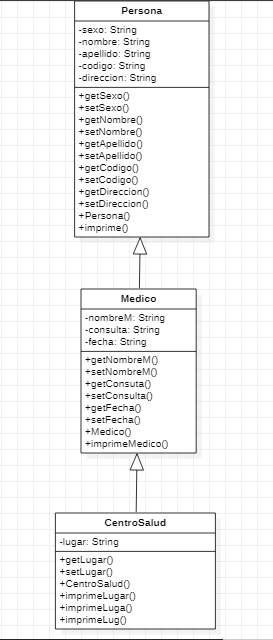 Persona
-sexo: String
-nombre: String
-apellido: String
-codigo: String
-direccion: String
+getSexo()
+setSexo()
+getNombre()
+setNombre()
+getApellido()
+setApellido()
+getCodigo()
+setCodigo()
+getDireccion()
+setDireccion()
+Persona()
+imprime()
Medico
-nombreM: String
-consulta: String
-fecha: String
+getNombreM()
+setNombreM()
+getConsuta()
+setConsulta()
+getFecha()
+setFecha()
+Medico()
+imprimeMedico()
CentroSalud
-lugar: String
+getLugar()
+setLugar()
+CentroSalud()
+imprimeLugar()
+imprimeLuga()
+imprimeLug()